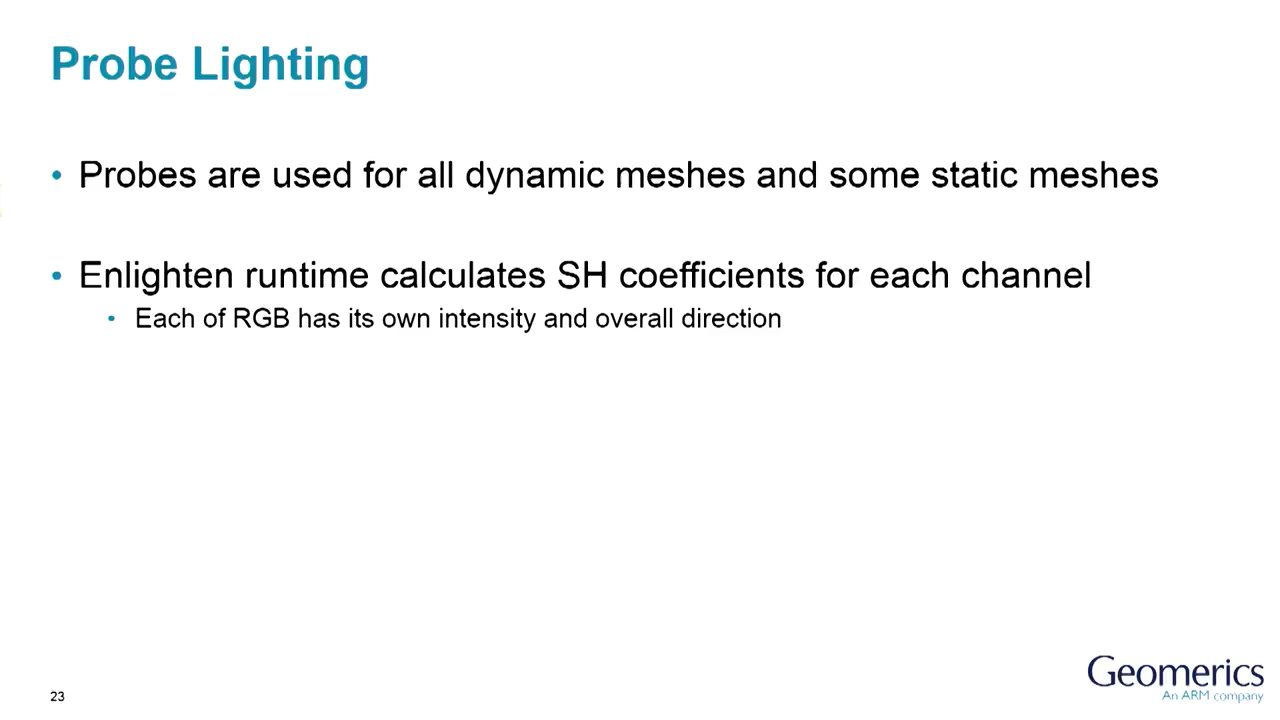 Probe Lighting
• Probes are used for all dynamic meshes and some static meshes
• Enlighten runtime calculates SH coefficients for each channel
• Each of RGB has its own intensity and overall direction
23
Geomerics
An ARM company